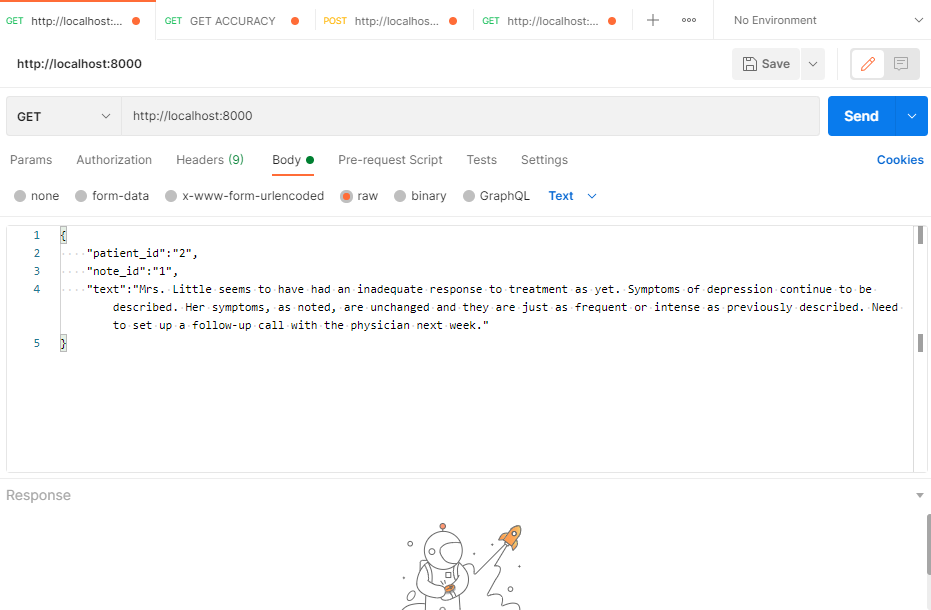 GET http://localhost:... GET GET ACCURACY POST http://localhos... GET http://localhost:... No Environment
http://localhost:8000 Save
GET http://localhost:8000 Send
Params Authorization Headers (9) Body Pre-request Script Tests Settings Cookies
none form-data x-www-form-urlencoded raw binary GraphQL Text
1 {
2 "patient_id":"2",
3 "note_id":"1",
4 "text":"Mrs. Little seems to have had an inadequate response to treatment as yet. Symptoms of depression continue to be
described. Her symptoms, as noted, are unchanged and they are just as frequent or intense as previously described. Need
to set up a follow-up call with the physician next week."
5 }
Response